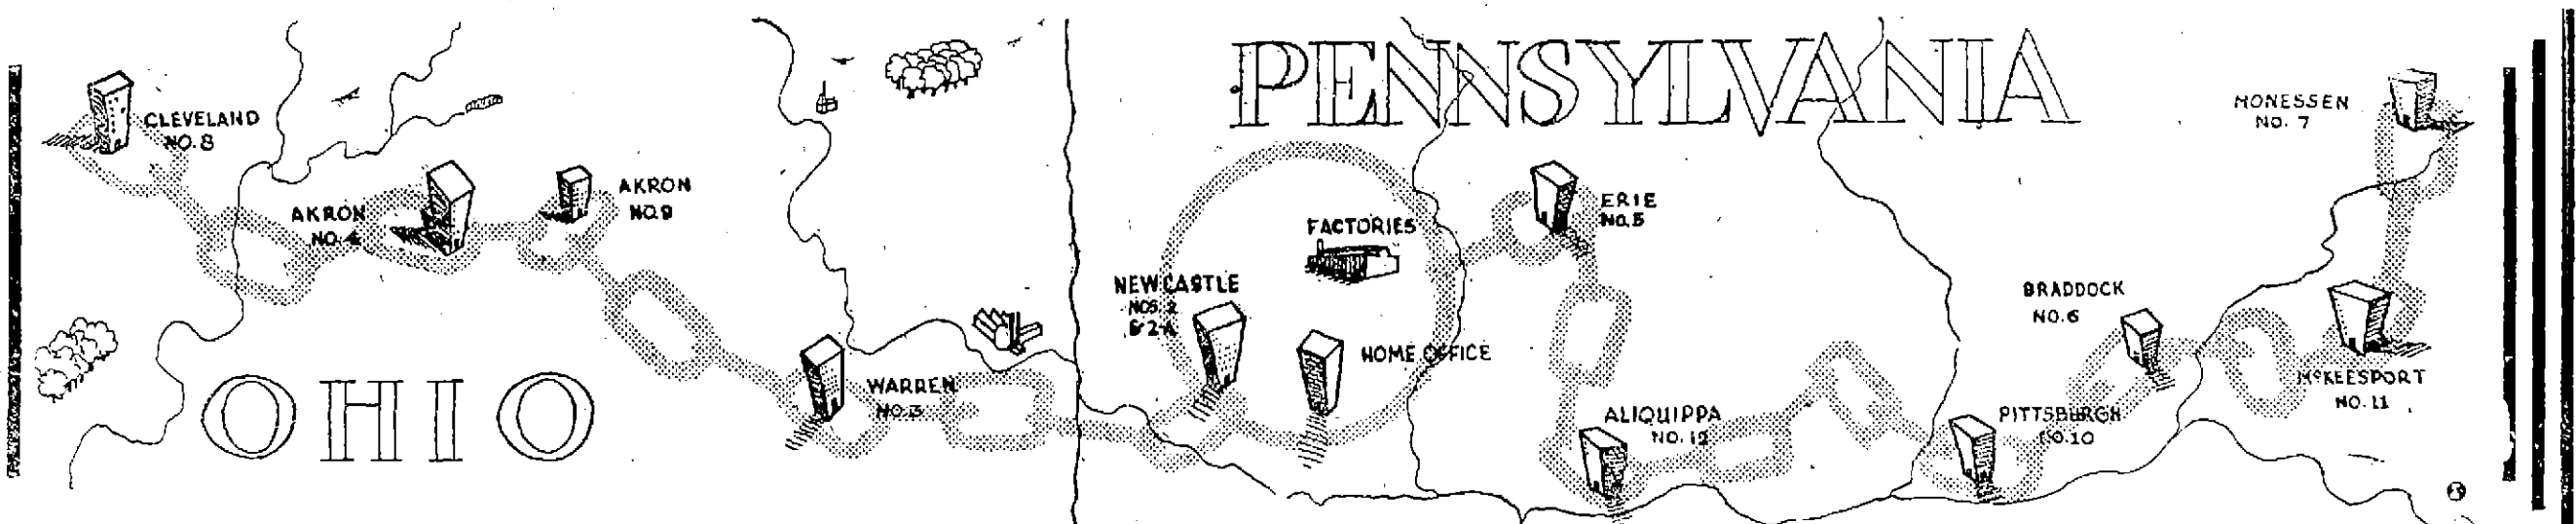 PENNSYLVANIA
OHIO
CLEVELAND
NO. 8
AKRON
NO. 4
AKRON
NO. 9
WARREN
NO. 3
NEW CASTLE
NOS. 2
& 2-A
FACTORIES
HOME OFFICE
ERIE
NO. 5
ALIQUIPPA
NO. 12
PITTSBURGH
NO. 10
BRADDOCK
NO. 6
McKEESPORT
NO. 11
MONESSEN
NO. 7